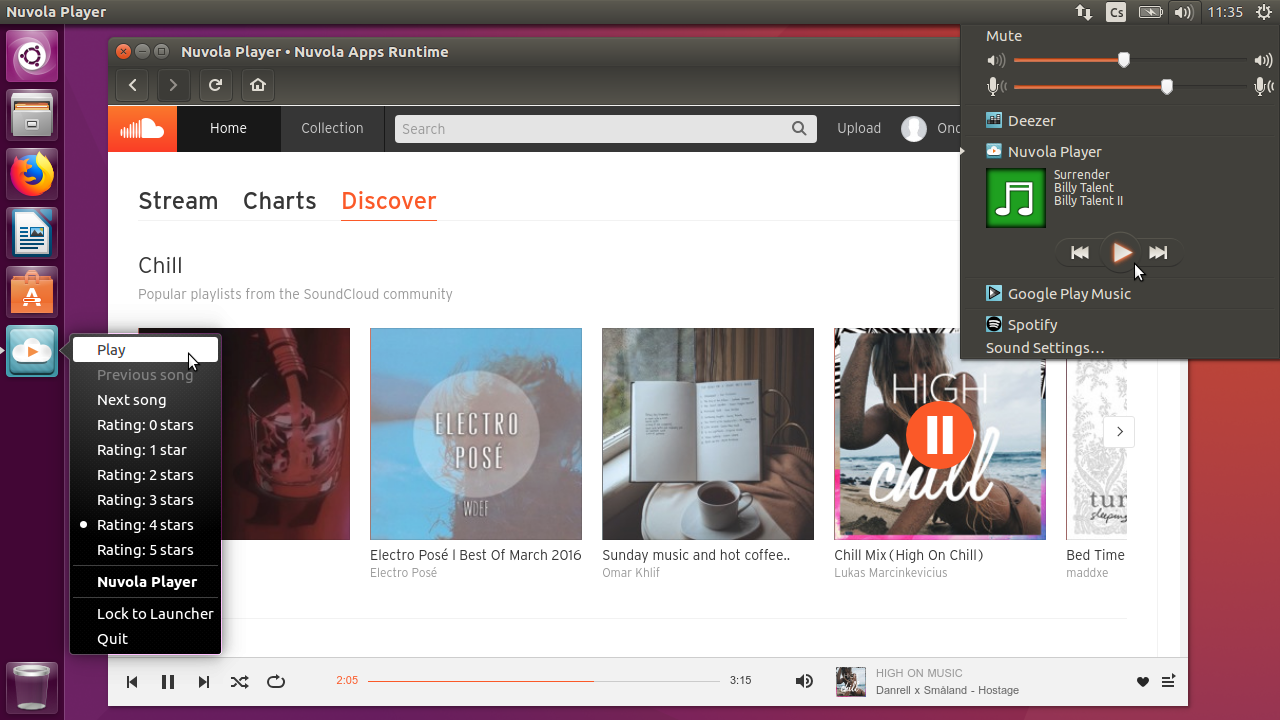 Nuvola Player
Cs
11:35
Nuvola Player • Nuvola Apps Runtime
Home
Collection
Search
Upload
Stream
Charts
Discover
Chill
Popular playlists from the SoundCloud community
ELECTRO
POSÉ
WDEF
HIGH
chill
Electro Posé | Best Of March 2016
Electro Posé
Sunday music and hot coffee..
Omar Khlif
Chill Mix (High On Chill)
Lukas Marcinkevicius
Bed Time
maddxe
2:05
3:15
HIGH ON MUSIC
Danrell x Småland - Hostage
Mute
Deezer
Nuvola Player
Surrender
Billy Talent
Billy Talent II
Google Play Music
Spotify
Sound Settings...
Play
Previous song
Next song
Rating: 0 stars
Rating: 1 star
Rating: 2 stars
Rating: 3 stars
Rating: 4 stars
Rating: 5 stars
Nuvola Player
Lock to Launcher
Quit